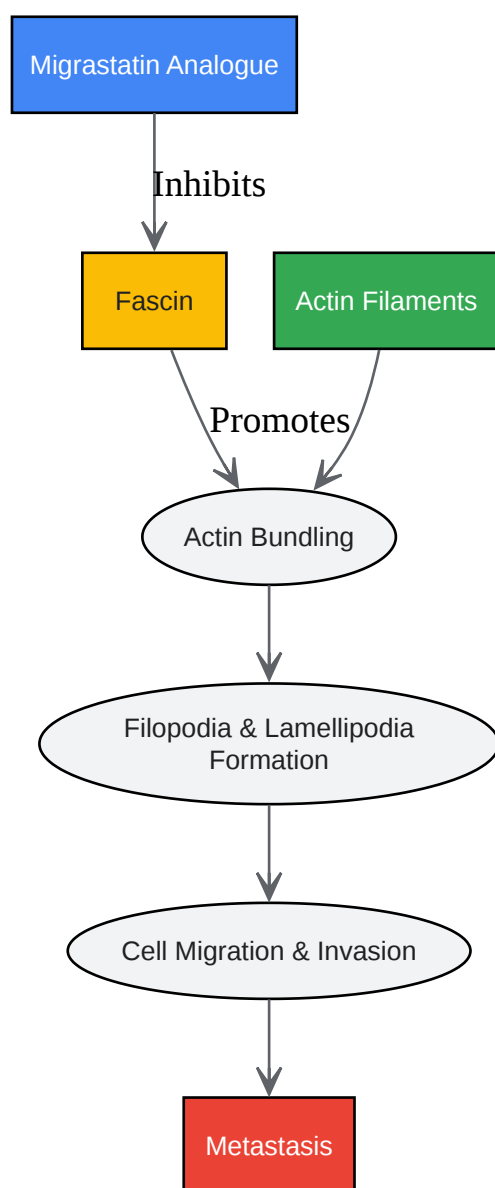 Migrastatin Analogue
Inhibits
Fascin
Actin Filaments
Promotes
Actin Bundling
Filopodia & Lamellipodia
Formation
Cell Migration & Invasion
Metastasis